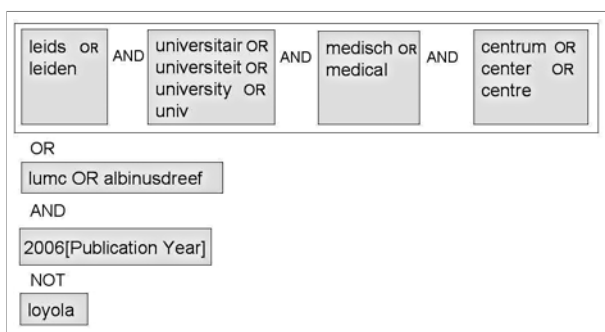 leids OR
leiden
AND
universitair OR
universiteit OR
university OR
univ
AND
medisch OR
medical
AND
centrum OR
center OR
centre
OR
lumc OR albinusdreef
AND
2006[Publication Year]
NOT
loyola